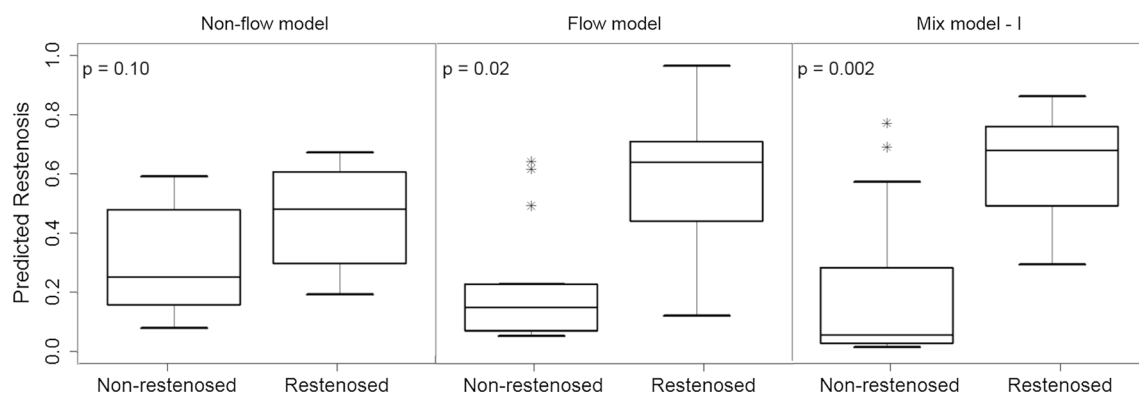 Non-flow model Flow model Mix model - I
p = 0.10 p = 0.02 p = 0.002
Predicted Restenosis
1.0
0.8
0.6
0.4
0.2
0.0
Non-restenosed Restenosed Non-restenosed Restenosed Non-restenosed Restenosed